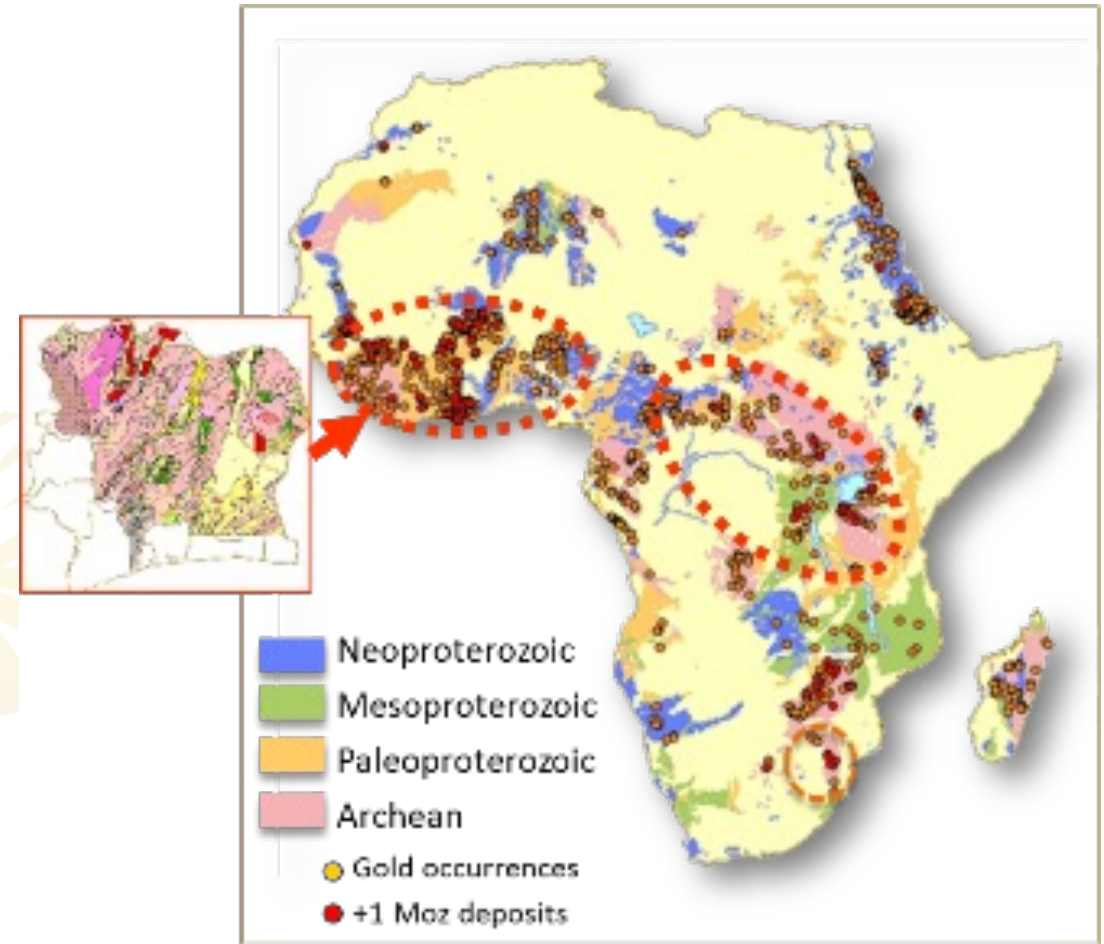 Neoproterozoic
Mesoproterozoic
Paleoproterozoic
Archean
Gold occurrences
+1 Moz deposits